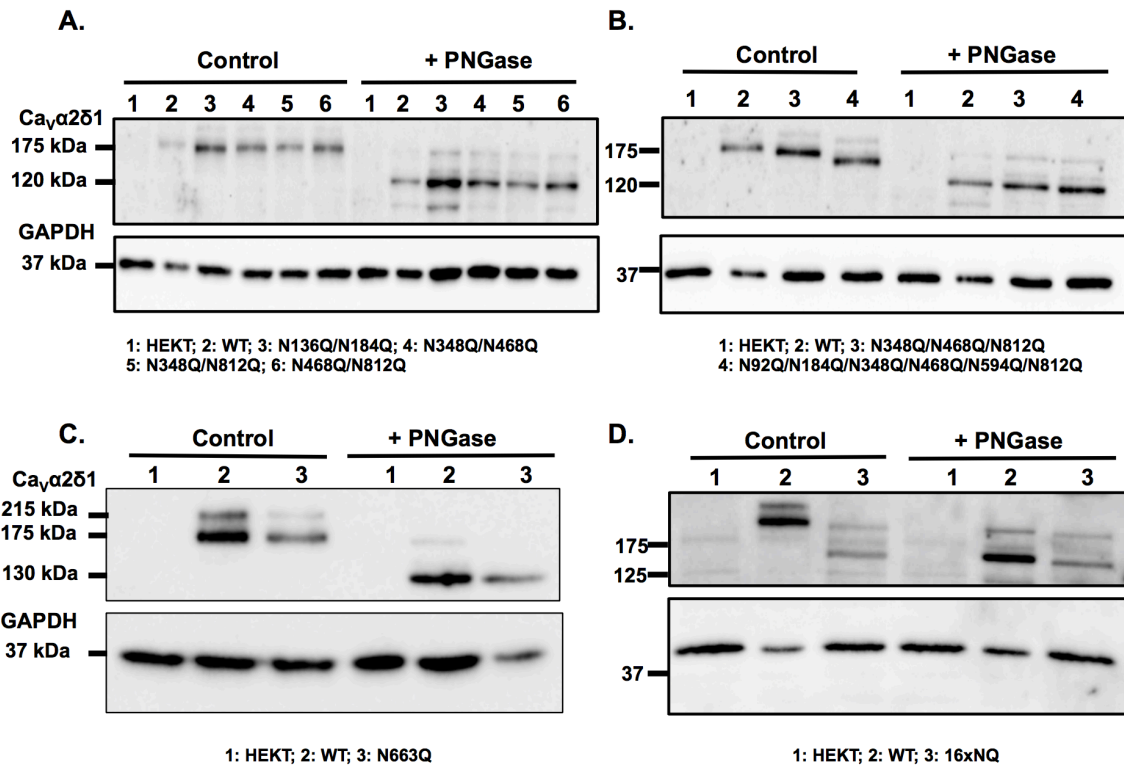 A.
Control + PNGase
1 2 3 4 5 6 1 2 3 4 5 6
CaVα2δ1
175 kDa
120 kDa
GAPDH
37 kDa
1: HEKT; 2: WT; 3: N136Q/N184Q; 4: N348Q/N468Q
5: N348Q/N812Q; 6: N468Q/N812Q
B.
Control + PNGase
1 2 3 4 1 2 3 4
175
120
37
1: HEKT; 2: WT; 3: N348Q/N468Q/N812Q
4: N92Q/N184Q/N348Q/N468Q/N594Q/N812Q
C.
Control + PNGase
1 2 3 1 2 3
CaVα2δ1
215 kDa
175 kDa
130 kDa
GAPDH
37 kDa
1: HEKT; 2: WT; 3: N663Q
D.
Control + PNGase
1 2 3 1 2 3
175
125
37
1: HEKT; 2: WT; 3: 16xNQ